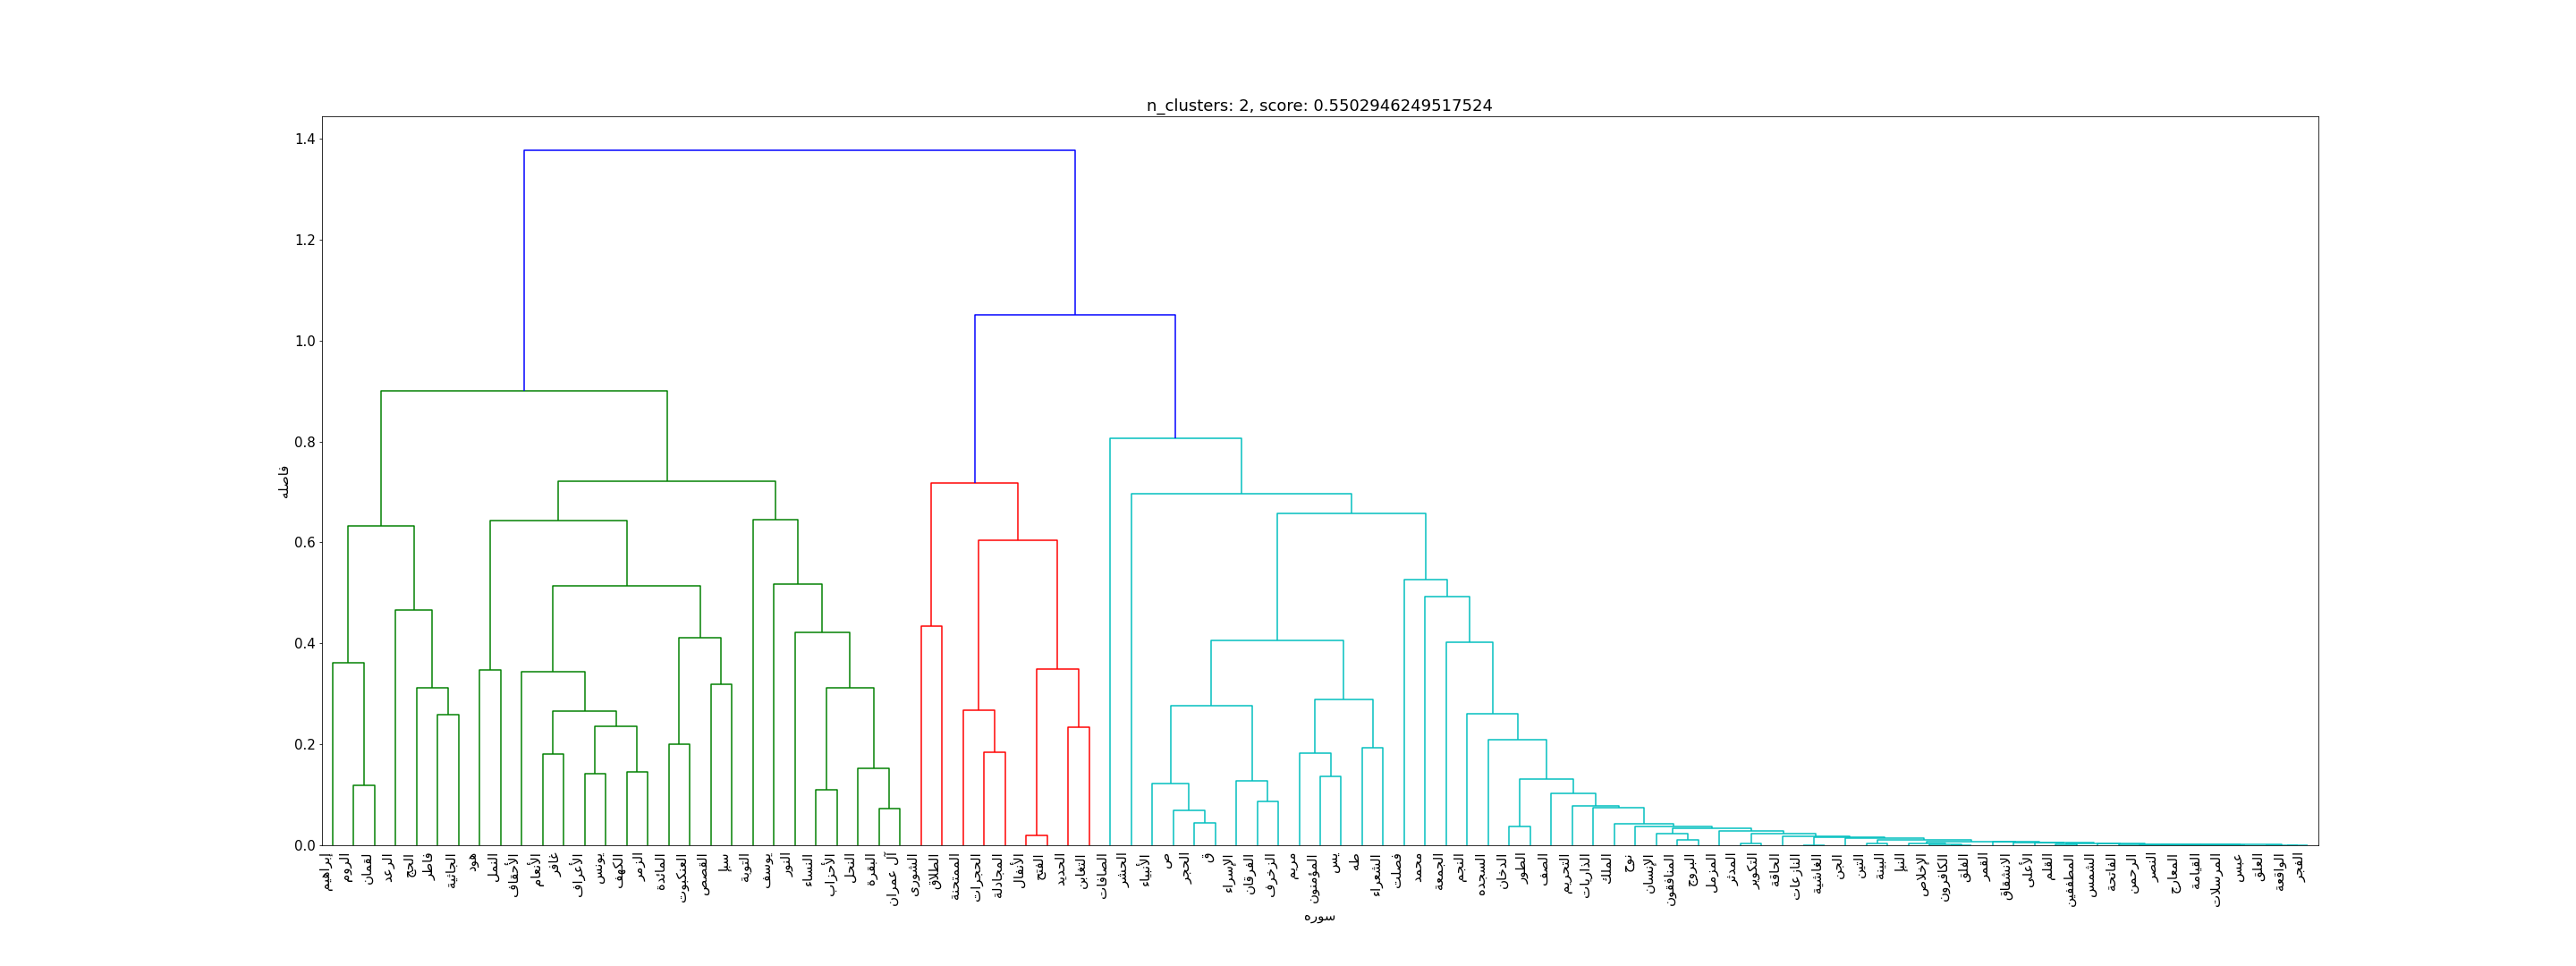 n_clusters: 2, score: 0.5502946249517524
1.4
1.2
1.0
0.8
0.6
0.4
0.2
0.0
فاصله
إبراهيم
الروم
لقمان
الرعد
الحج
فاطر
الجاثية
هود
النمل
الأحقاف
الأنعام
غافر
الأعراف
يونس
الكهف
الزمر
المائدة
العنكبوت
القصص
سبإ
التوبة
يوسف
النور
النساء
الأحزاب
النحل
البقرة
آل عمران
الشورى
الطلاق
الممتحنة
الحجرات
المجادلة
الأنفال
الفتح
الحديد
التغابن
الصافات
الحشر
الأنبياء
ص
الحجر
ق
الإسراء
الفرقان
الزخرف
مريم
المؤمنون
يس
طه
الشعراء
فصلت
محمد
الجمعة
النجم
السجده
الدخان
الطور
الصف
التحريم
الذاريات
الملك
نوح
الإنسان
المنافقون
البروج
المزمل
المدثر
التكوير
الحاقة
النازعات
الغاشية
الجن
التين
البينة
النبإ
الإخلاص
الكافرون
الفلق
القمر
الانشقاق
الأعلى
القلم
المطففين
الشمس
الفاتحة
الرحمن
النصر
المعارج
القيامة
المرسلات
عبس
العلق
الواقعة
الفجر
سوره